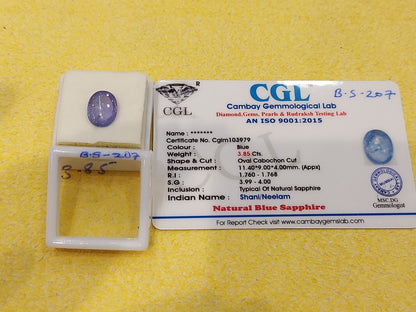 CGL
R
CGL
B.S-207
Cambay Gemmological Lab
Diamond,Gems, Pearls & Rudraksh Testing Lab
AN ISO 9001:2015
Name : *******
Certificate No. Cglm103979
Colour : Blue
Weight : 3.85 Cts.
Shape & Cut : Oval Cabochon Cut
Measurement : 11.40*9.00*4.00mm. (Appx)
R.I : 1.760 - 1.768
S.G : 3.99 - 4.00
Inclusion : Typical Of Natural Sapphire
Indian Name : Shani/Neelam
Natural Blue Sapphire
MSC,DG
Gemmologist
For Report Check visit www.cambaygemslab.com
B-S-207
3-85